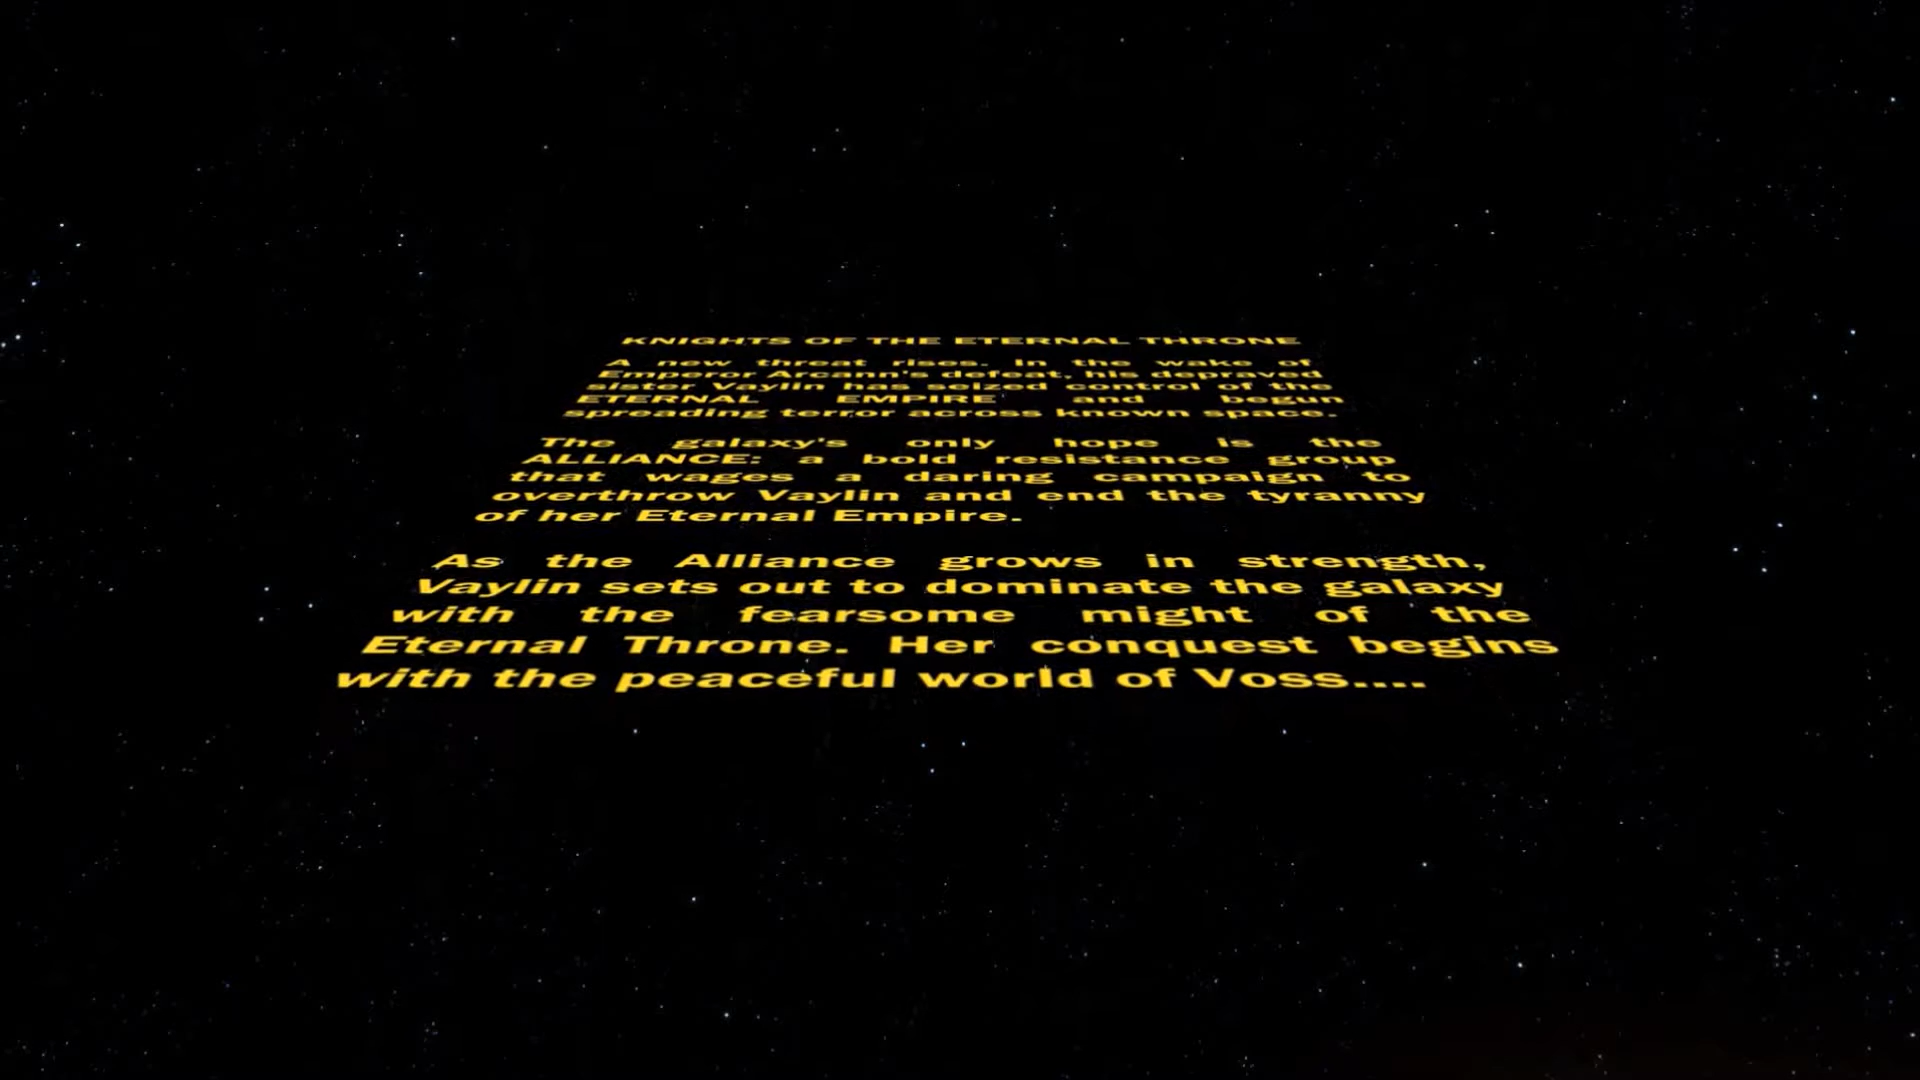 KNIGHTS OF THE ETERNAL THRONE
A new threat rises. In the wake of
Emperor Arcann's defeat, his depraved
sister Vaylin has seized control of the
ETERNAL EMPIRE and begun
spreading terror across known space.
The galaxy's only hope is the
ALLIANCE: a bold resistance group
that wages a daring campaign to
overthrow Vaylin and end the tyranny
of her Eternal Empire.
As the Alliance grows in strength,
Vaylin sets out to dominate the galaxy
with the fearsome might of the
Eternal Throne. Her conquest begins
with the peaceful world of Voss....